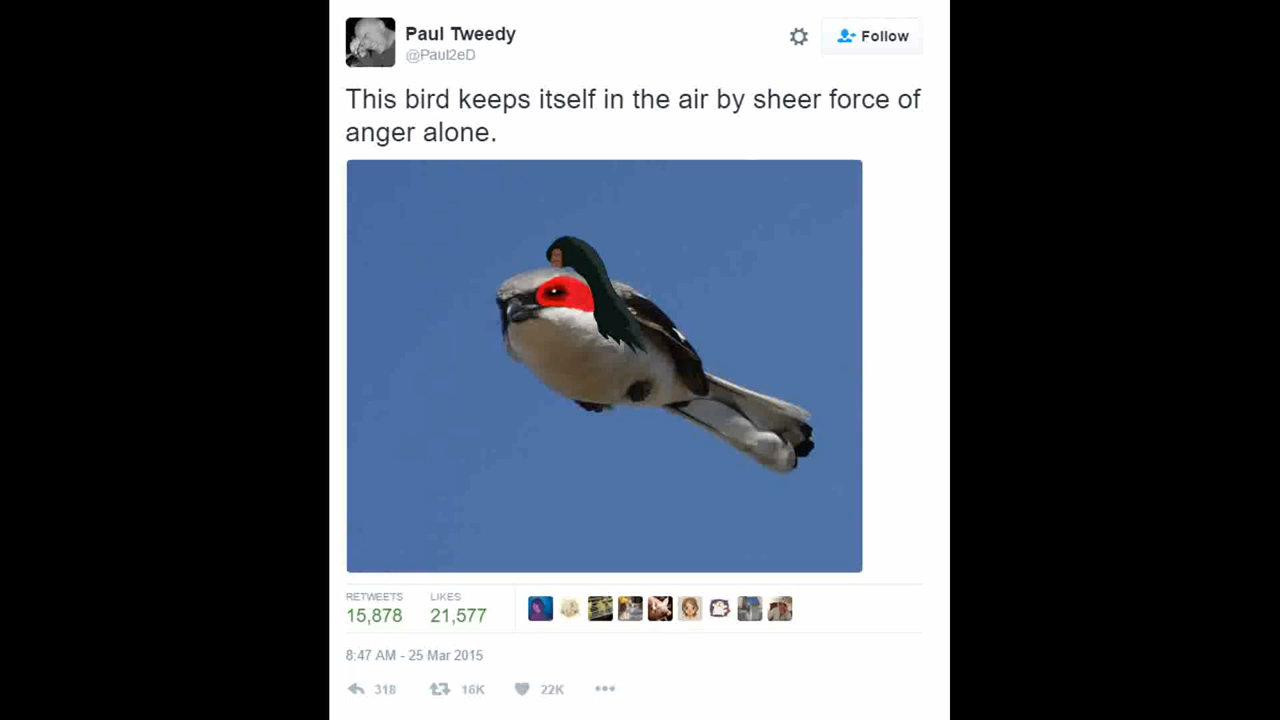 Paul Tweedy
@Paul2eD
Follow
This bird keeps itself in the air by sheer force of
anger alone.
RETWEETS LIKES
15,878 21,577
8:47 AM - 25 Mar 2015
318 16K 22K